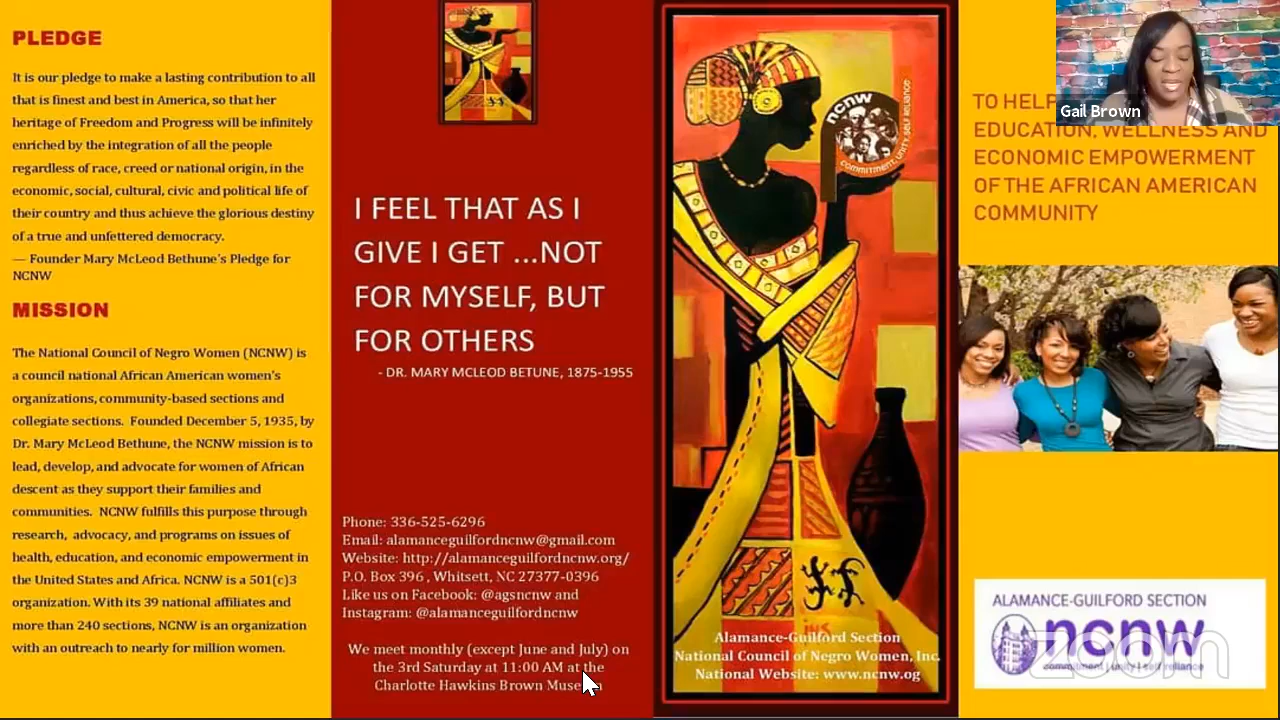 PLEDGE
It is our pledge to make a lasting contribution to all
that is finest and best in America, so that her
heritage of Freedom and Progress will be infinitely
enriched by the integration of all the people
regardless of race, creed or national origin, in the
economic, social, cultural, civic and political life of
their country and thus achieve the glorious destiny
of a true and unfettered democracy.
— Founder Mary McLeod Bethune's Pledge for
NCNW
MISSION
The National Council of Negro Women (NCNW) is
a council national African American women's
organizations, community-based sections and
collegiate sections. Founded December 5, 1935, by
Dr. Mary McLeod Bethune, the NCNW mission is to
lead, develop, and advocate for women of African
descent as they support their families and
communities. NCNW fulfills this purpose through
research, advocacy, and programs on issues of
health, education, and economic empowerment in
the United States and Africa. NCNW is a 501(c)3
organization. With its 39 national affiliates and
more than 240 sections, NCNW is an organization
with an outreach to nearly for million women.
I FEEL THAT AS I
GIVE I GET ...NOT
FOR MYSELF, BUT
FOR OTHERS
- DR. MARY MCLEOD BETUNE, 1875-1955
Phone: 336-525-6296
Email: alamanceguilfordncnw@gmail.com
Website: http://alamanceguilfordncnw.org/
P.O. Box 396 , Whitsett, NC 27377-0396
Like us on Facebook: @agsncnw and
Instagram: @alamanceguilfordncnw
We meet monthly (except June and July) on
the 3rd Saturday at 11:00 AM at the
Charlotte Hawkins Brown
ncnw
commitment, unity, self reliance
Alamance-Guilford Section
National Council of Negro Women, Inc.
National Website: www.ncnw.og
Gail Brown
TO HELP
EDUCATION, WELLNESS AND
ECONOMIC EMPOWERMENT
OF THE AFRICAN AMERICAN
COMMUNITY
ALAMANCE-GUILFORD SECTION
ncnw
commitment | unity | self reliance
zoom